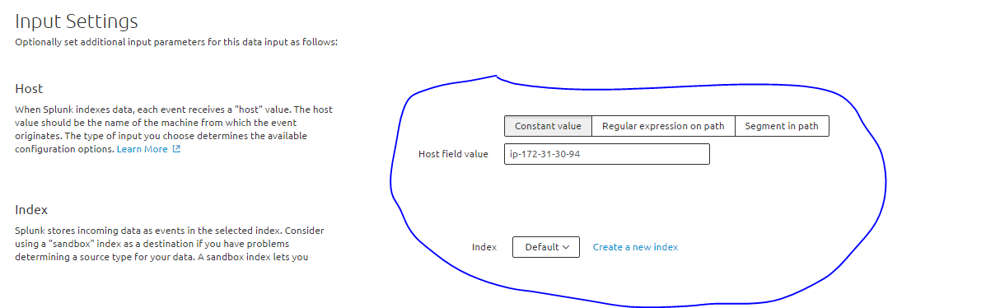 Input Settings
Optionally set additional input parameters for this data input as follows:
Host
When Splunk indexes data, each event receives a "host" value. The host
value should be the name of the machine from which the event
originates. The type of input you choose determines the available
configuration options. Learn More
Constant value
Regular expression on path
Segment in path
Host field value
ip-172-31-30-94
Index
Splunk stores incoming data as events in the selected index. Consider
using a "sandbox" index as a destination if you have problems
determining a source type for your data. A sandbox index lets you
Index
Default
Create a new index